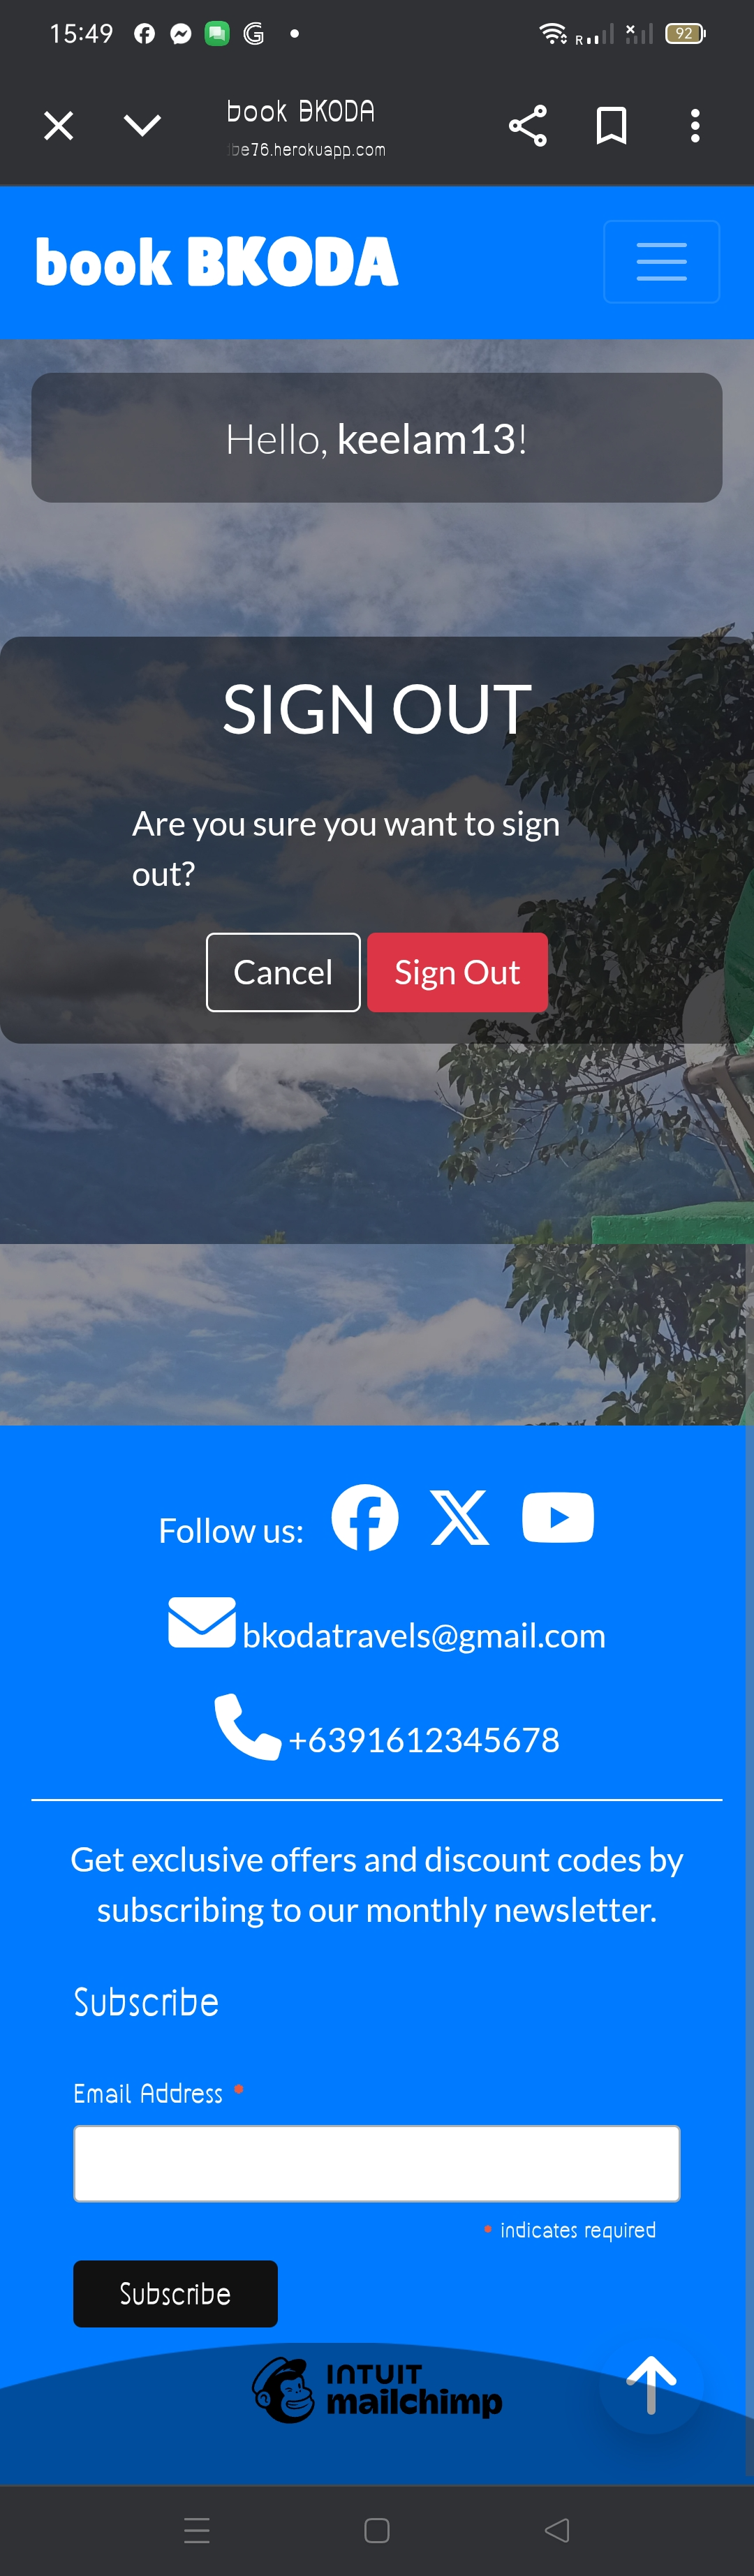 15:49
R
92
book BKODA
be76.herokuapp.com
book BKODA
Hello, keelam13!
SIGN OUT
Are you sure you want to sign
out?
Cancel Sign Out
Follow us:
bkodatravels@gmail.com
+6391612345678
Get exclusive offers and discount codes by
subscribing to our monthly newsletter.
Subscribe
Email Address *
* indicates required
Subscribe
INTUIT
mailchimp